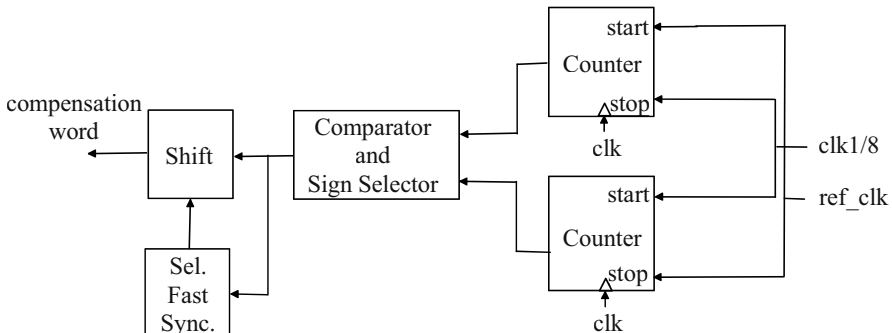 compensation
word
Shift
Sel.
Fast
Sync.
Comparator
and
Sign Selector
start
Counter
stop
clk
start
Counter
stop
clk
clk1/8
ref_clk